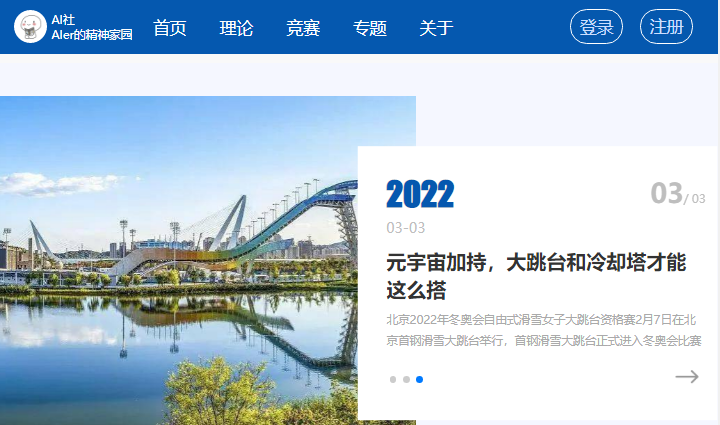 AI社
AIer的精神家园
首页 理论 竞赛 专题 关于 登录 注册
2022
03/ 03
03-03
元宇宙加持，大跳台和冷却塔才能
这么搭
北京2022年冬奥会自由式滑雪女子大跳台资格赛2月7日在北
京首钢滑雪大跳台举行，首钢滑雪大跳台正式进入冬奥会比赛